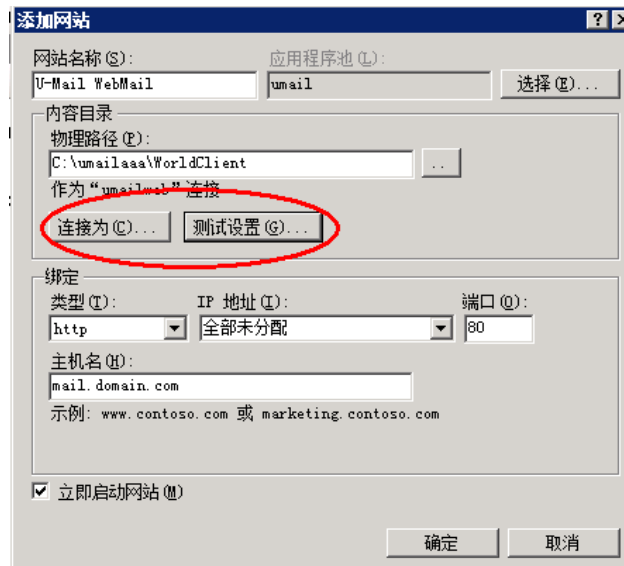 添加网站
网站名称(S):
应用程序池(L):
U-Mail WebMail
umail
选择(E)...
内容目录
物理路径(P):
C:\umailaaa\WorldClient
..
作为“umailweb”连接
连接为(C)...
测试设置(G)...
绑定
类型(T):
IP 地址(I):
端口(O):
http
全部未分配
80
主机名(H):
mail.domain.com
示例: www.contoso.com 或 marketing.contoso.com
立即启动网站(M)
确定
取消